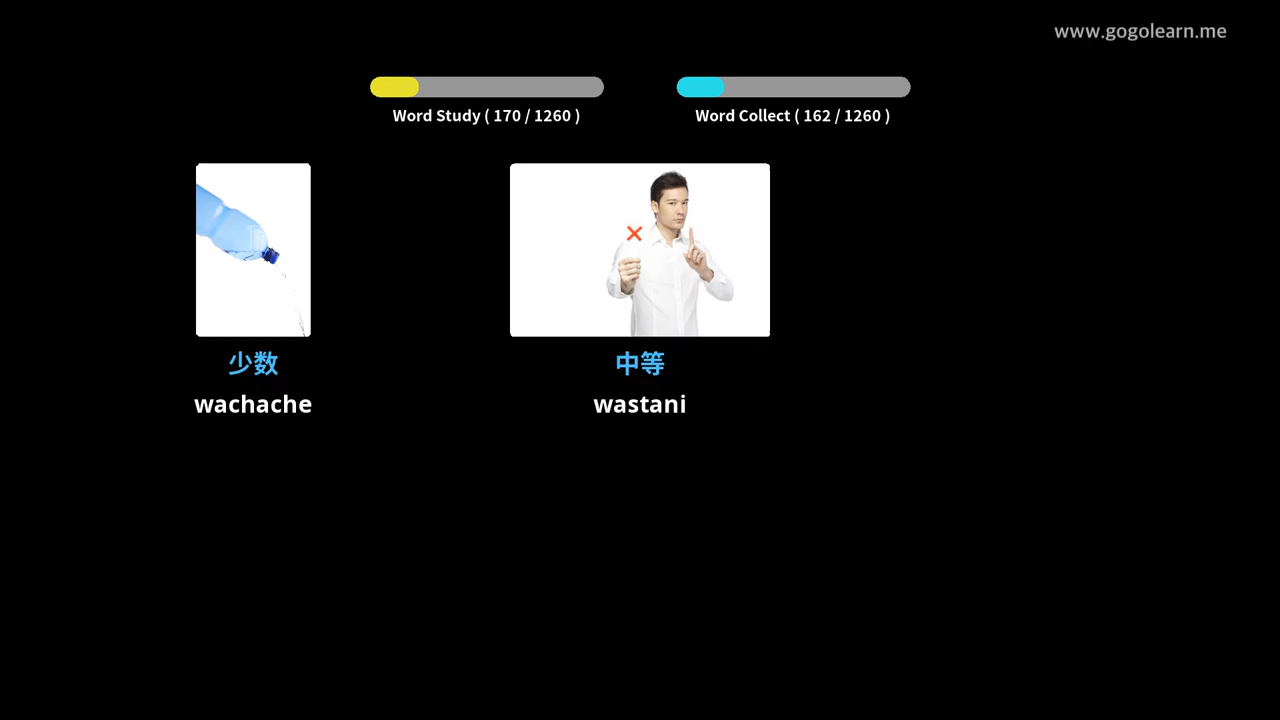 www.gogolearn.me
Word Study ( 170 / 1260 )
Word Collect ( 162 / 1260 )
少数
wachache
中等
wastani